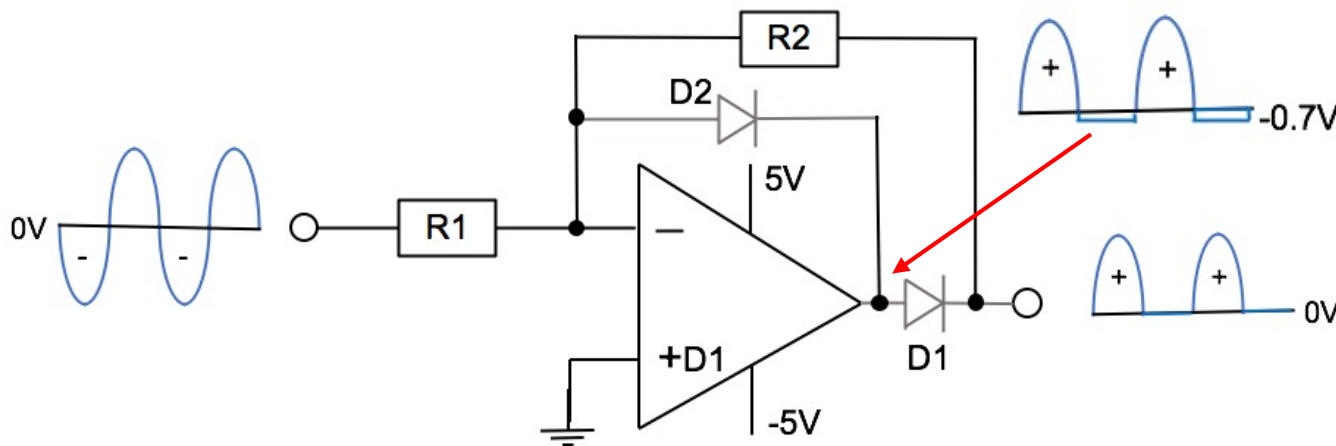 R2
+ +
D2
-0.7V
5V
0V
- -
R1
−
+ +
0V
+D1
D1
-5V